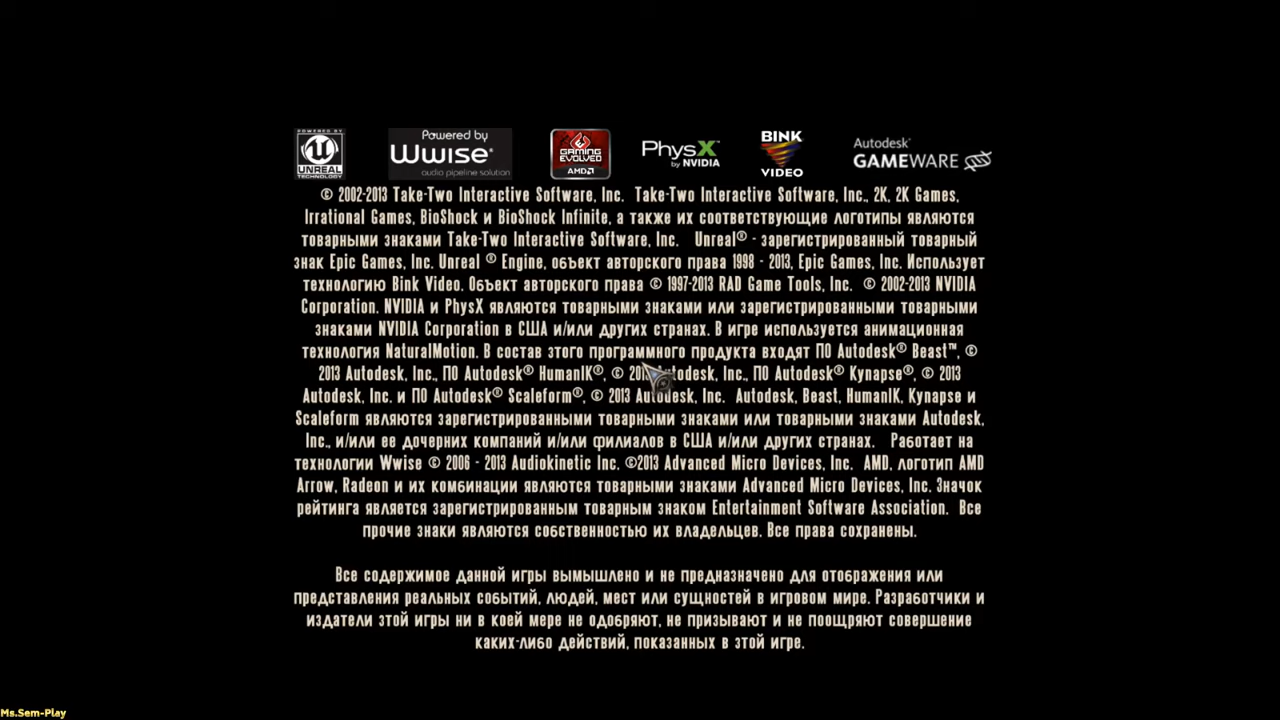 POWERED BY
UNREAL
TECHNOLOGY
Powered by
Wwise®
audio pipeline solution
GAMING
EVOLVED
AMD
PhysX
by NVIDIA
BINK
VIDEO
Autodesk®
GAMEWARE
© 2002-2013 Take-Two Interactive Software, Inc. Take-Two Interactive Software, Inc., 2K, 2K Games,
Irrational Games, BioShock и BioShock Infinite, а также их соответствующие логотипы являются
товарными знаками Take-Two Interactive Software, Inc. Unreal® - зарегистрированный товарный
знак Epic Games, Inc. Unreal ® Engine, объект авторского права 1998 - 2013, Epic Games, Inc. Использует
технологию Bink Video. Объект авторского права © 1997-2013 RAD Game Tools, Inc. © 2002-2013 NVIDIA
Corporation. NVIDIA и PhysX являются товарными знаками или зарегистрированными товарными
знаками NVIDIA Corporation в США и/или других странах. В игре используется анимационная
технология NaturalMotion. В состав этого программного продукта входят ПО Autodesk® Beast™, ©
2013 Autodesk, Inc., ПО Autodesk® HumanIK®, © Autodesk, Inc., ПО Autodesk® Kynapse®, © 2013
Autodesk, Inc. и ПО Autodesk® Scaleform®, © 2013 Autodesk, Inc. Autodesk, Beast, HumanIK, Kynapse и
Scaleform являются зарегистрированными товарными знаками или товарными знаками Autodesk,
Inc., и/или ее дочерних компаний и/или филиалов в США и/или других странах. Работает на
технологии Wwise © 2006 - 2013 Audiokinetic Inc. ©2013 Advanced Micro Devices, Inc. AMD, логотип AMD
Arrow, Radeon и их комбинации являются товарными знаками Advanced Micro Devices, Inc. Значок
рейтинга является зарегистрированным товарным знаком Entertainment Software Association. Все
прочие знаки являются собственностью их владельцев. Все права сохранены.
Все содержимое данной игры вымышлено и не предназначено для отображения или
представления реальных событий, людей, мест или сущностей в игровом мире. Разработчики и
издатели этой игры ни в коей мере не одобряют, не призывают и не поощряют совершение
каких-либо действий, показанных в этой игре.
Ms.Sem-Play